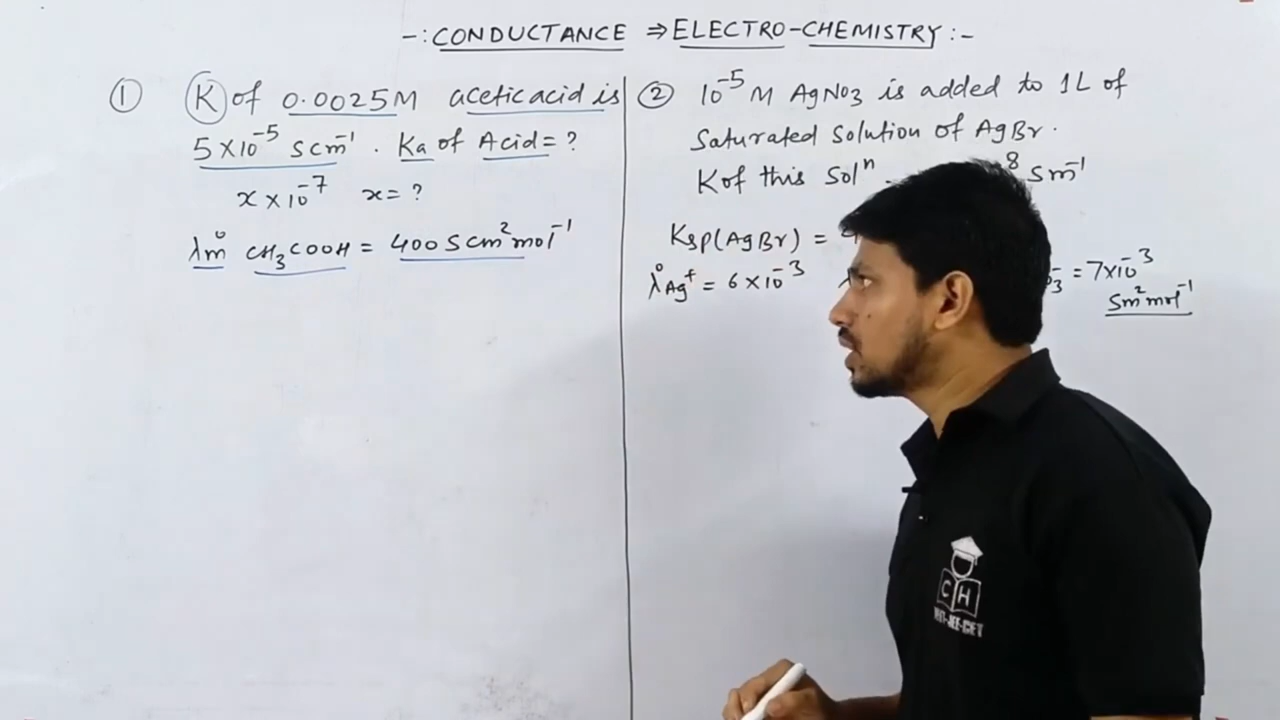 -: CONDUCTANCE ⇒ ELECTRO-CHEMISTRY :-
① K of 0.0025M acetic acid is
5×10⁻⁵ S cm⁻¹. Ka of Acid = ?
x×10⁻⁷ x = ?
λm° CH₃COOH = 400 S cm² mol⁻¹
② 10⁻⁵ M AgNO₃ is added to 1L of
Saturated Solution of AgBr.
K of this Solⁿ ⁸ Sm⁻¹
Ksp(AgBr) =
λ°Ag⁺ = 6×10⁻³ = 7×10⁻³
Sm² mol⁻¹
C H